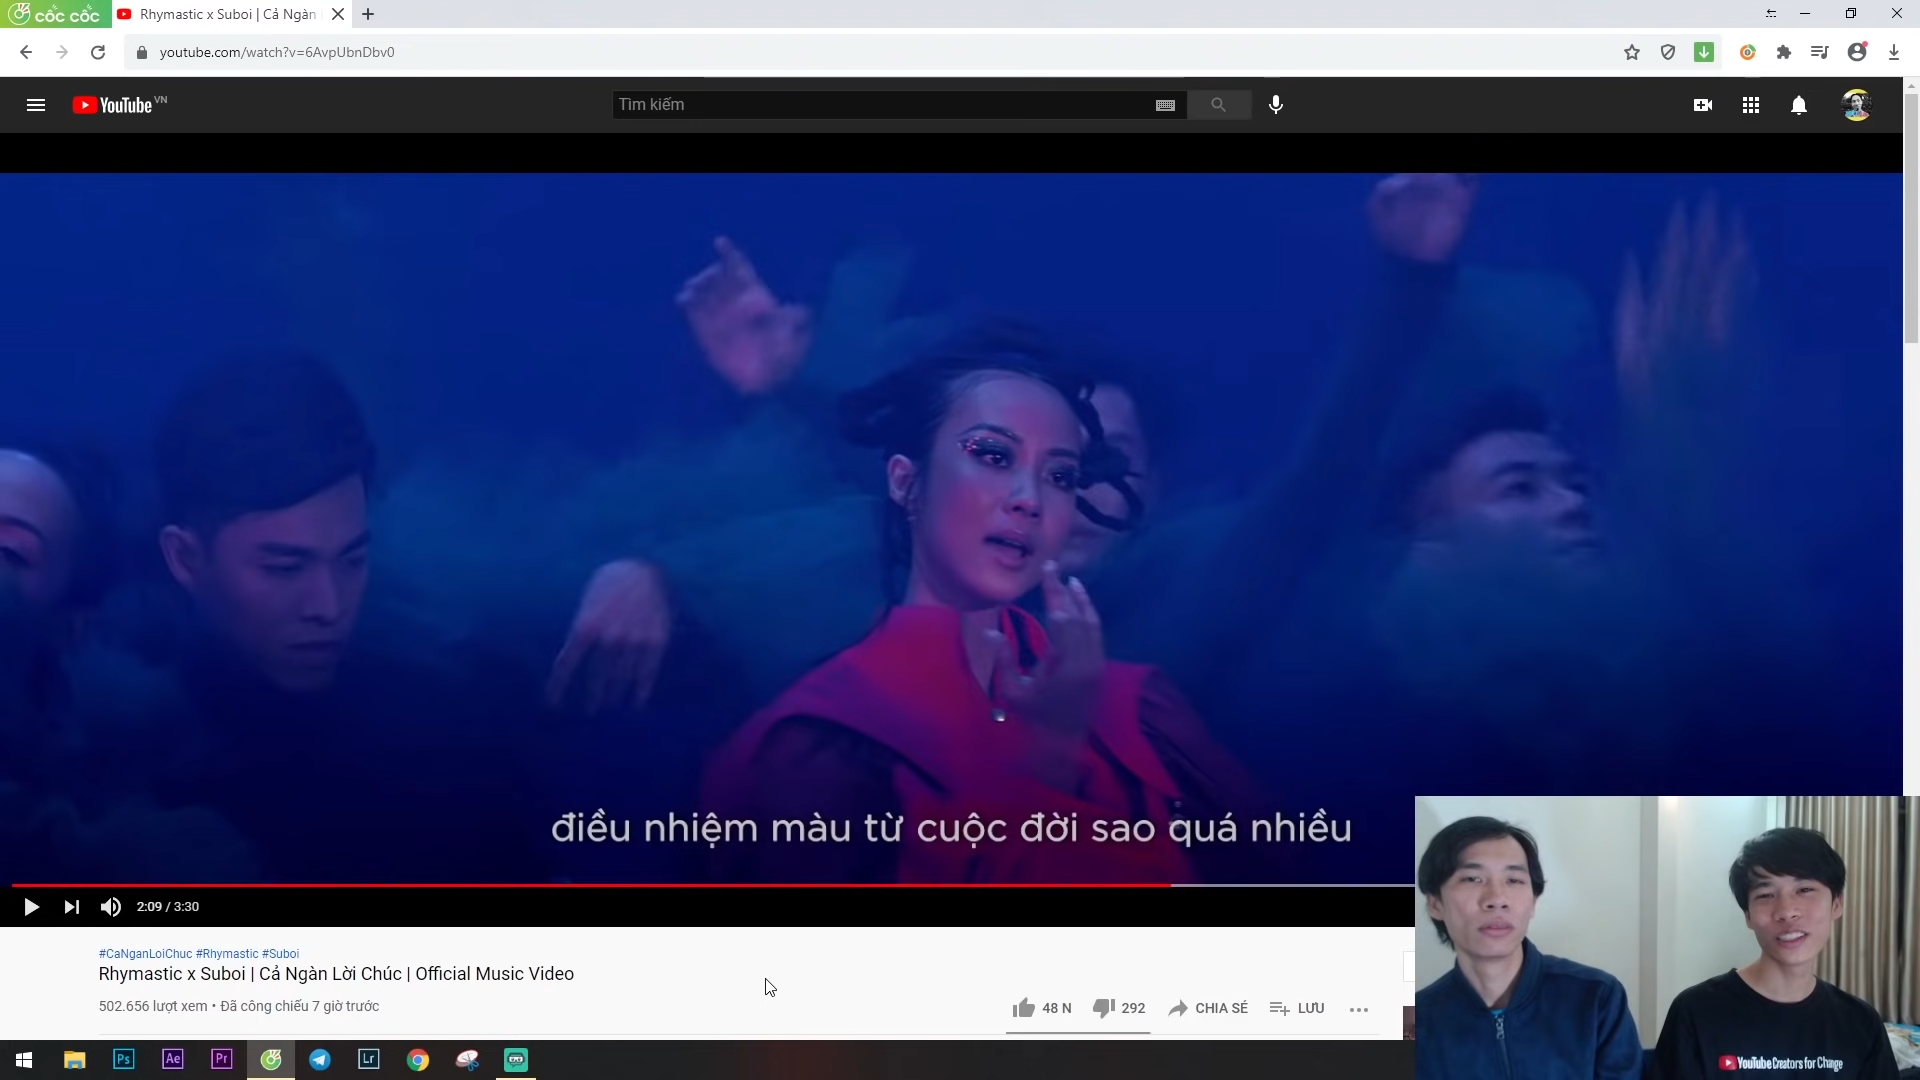 cốc cốc
Rhymastic x Suboi | Cả Ngàn
youtube.com/watch?v=6AvpUbnDbv0
YouTube VN
Tìm kiếm
điều nhiệm màu từ cuộc đời sao quá nhiều
2:09 / 3:30
#CaNganLoiChuc #Rhymastic #Suboi
Rhymastic x Suboi | Cả Ngàn Lời Chúc | Official Music Video
502.656 lượt xem • Đã công chiếu 7 giờ trước
48 N
292
CHIA SẺ
LƯU
YouTube Creators for Change
Ps
Ae
Pr
Lr